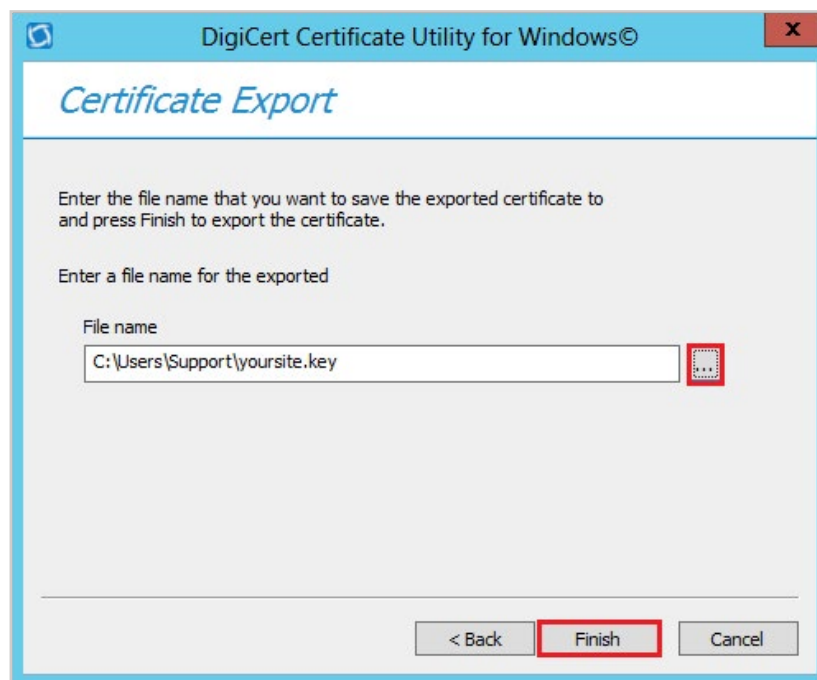 DigiCert Certificate Utility for Windows©
x
Certificate Export
Enter the file name that you want to save the exported certificate to
and press Finish to export the certificate.
Enter a file name for the exported
File name
C:\Users\Support\yoursite.key
...
< Back
Finish
Cancel